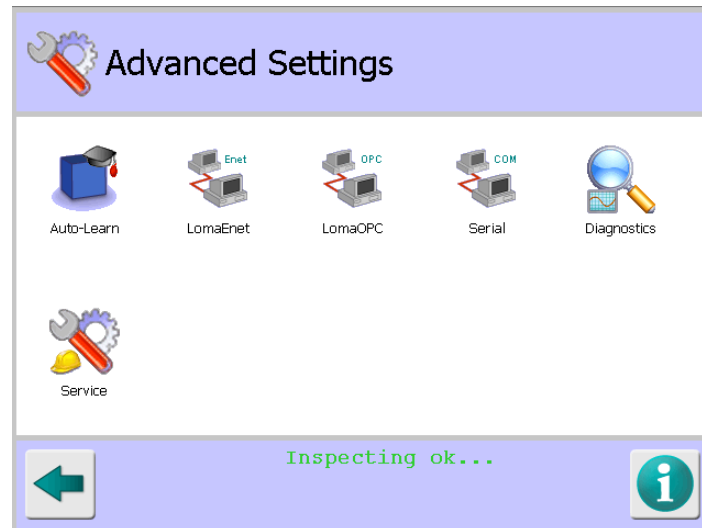 Advanced Settings
Enet
OPC
COM
Auto-Learn
LomaEnet
LomaOPC
Serial
Diagnostics
Service
Inspecting ok...
i